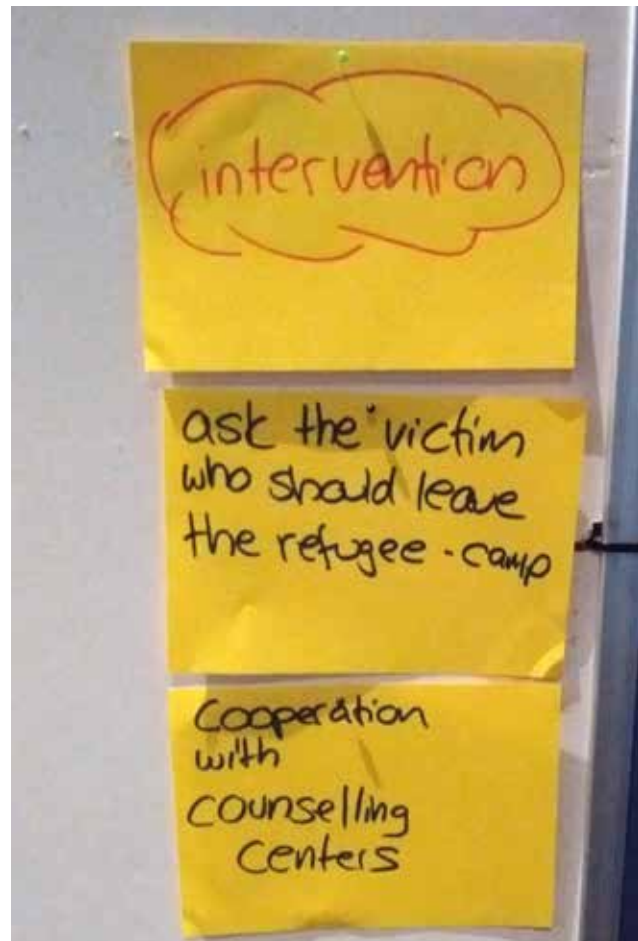 intervention
ask the victim
who should leave
the refugee-camp
Cooperation
with
counselling
Centers